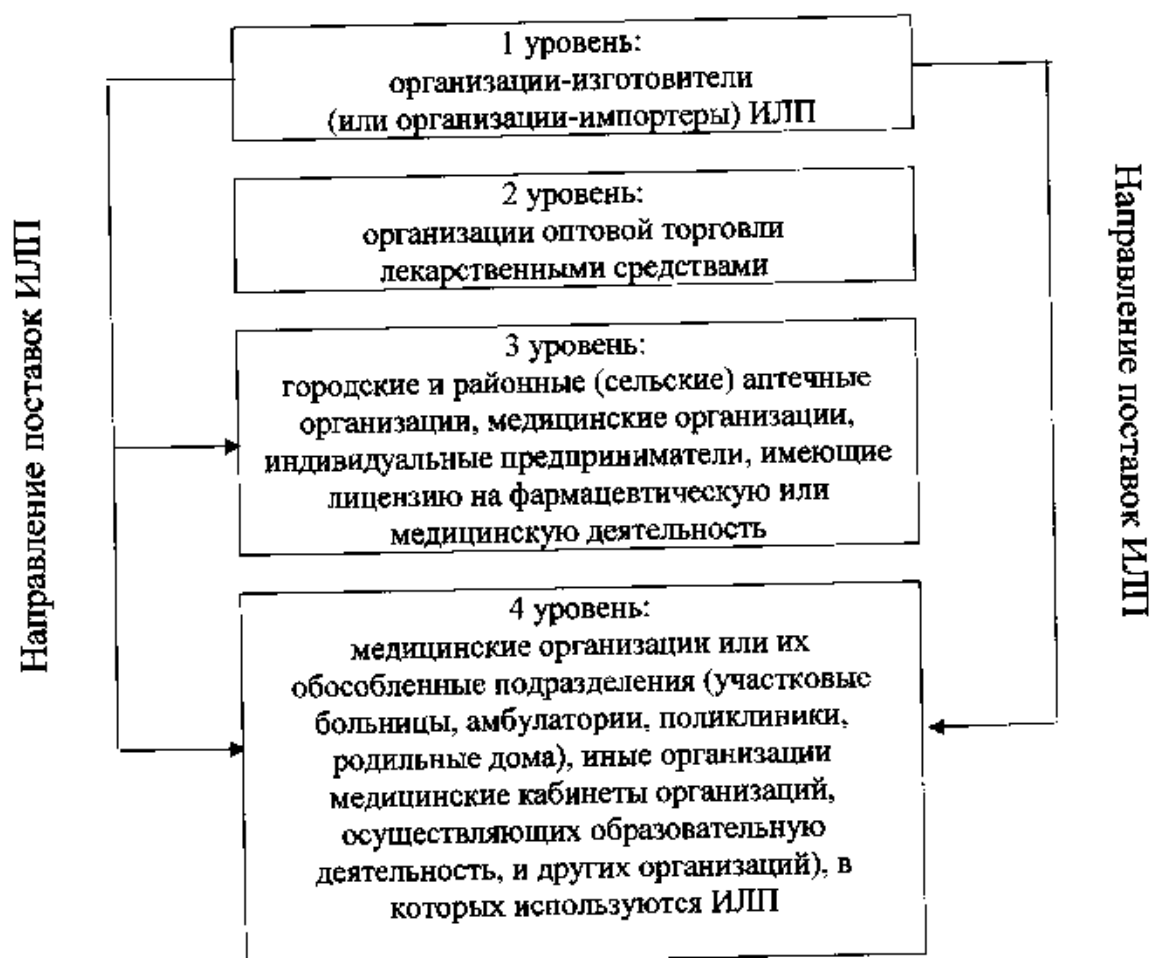 1 уровень:
организации-изготовители
(или организации-импортеры) ИЛП
2 уровень:
организации оптовой торговли
лекарственными средствами
3 уровень:
городские и районные (сельские) аптечные
организации, медицинские организации,
индивидуальные предприниматели, имеющие
лицензию на фармацевтическую или
медицинскую деятельность
4 уровень:
медицинские организации или их
обособленные подразделения (участковые
больницы, амбулатории, поликлиники,
родильные дома), иные организации
медицинские кабинеты организаций,
осуществляющих образовательную
деятельность, и других организаций), в
которых используются ИЛП
Направление поставок ИЛП
Направление поставок ИЛП